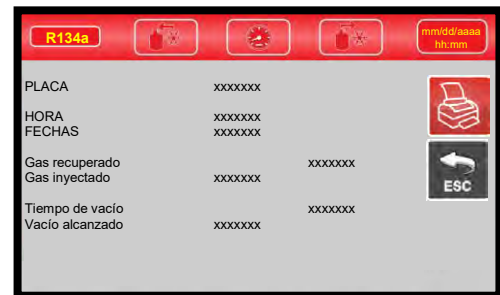 R134a
mm/dd/aaaa
hh:mm
PLACA xxxxxxx
HORA xxxxxxx
FECHAS xxxxxxx
Gas recuperado xxxxxxx
Gas inyectado xxxxxxx
Tiempo de vacío xxxxxxx
Vacío alcanzado xxxxxxx
ESC